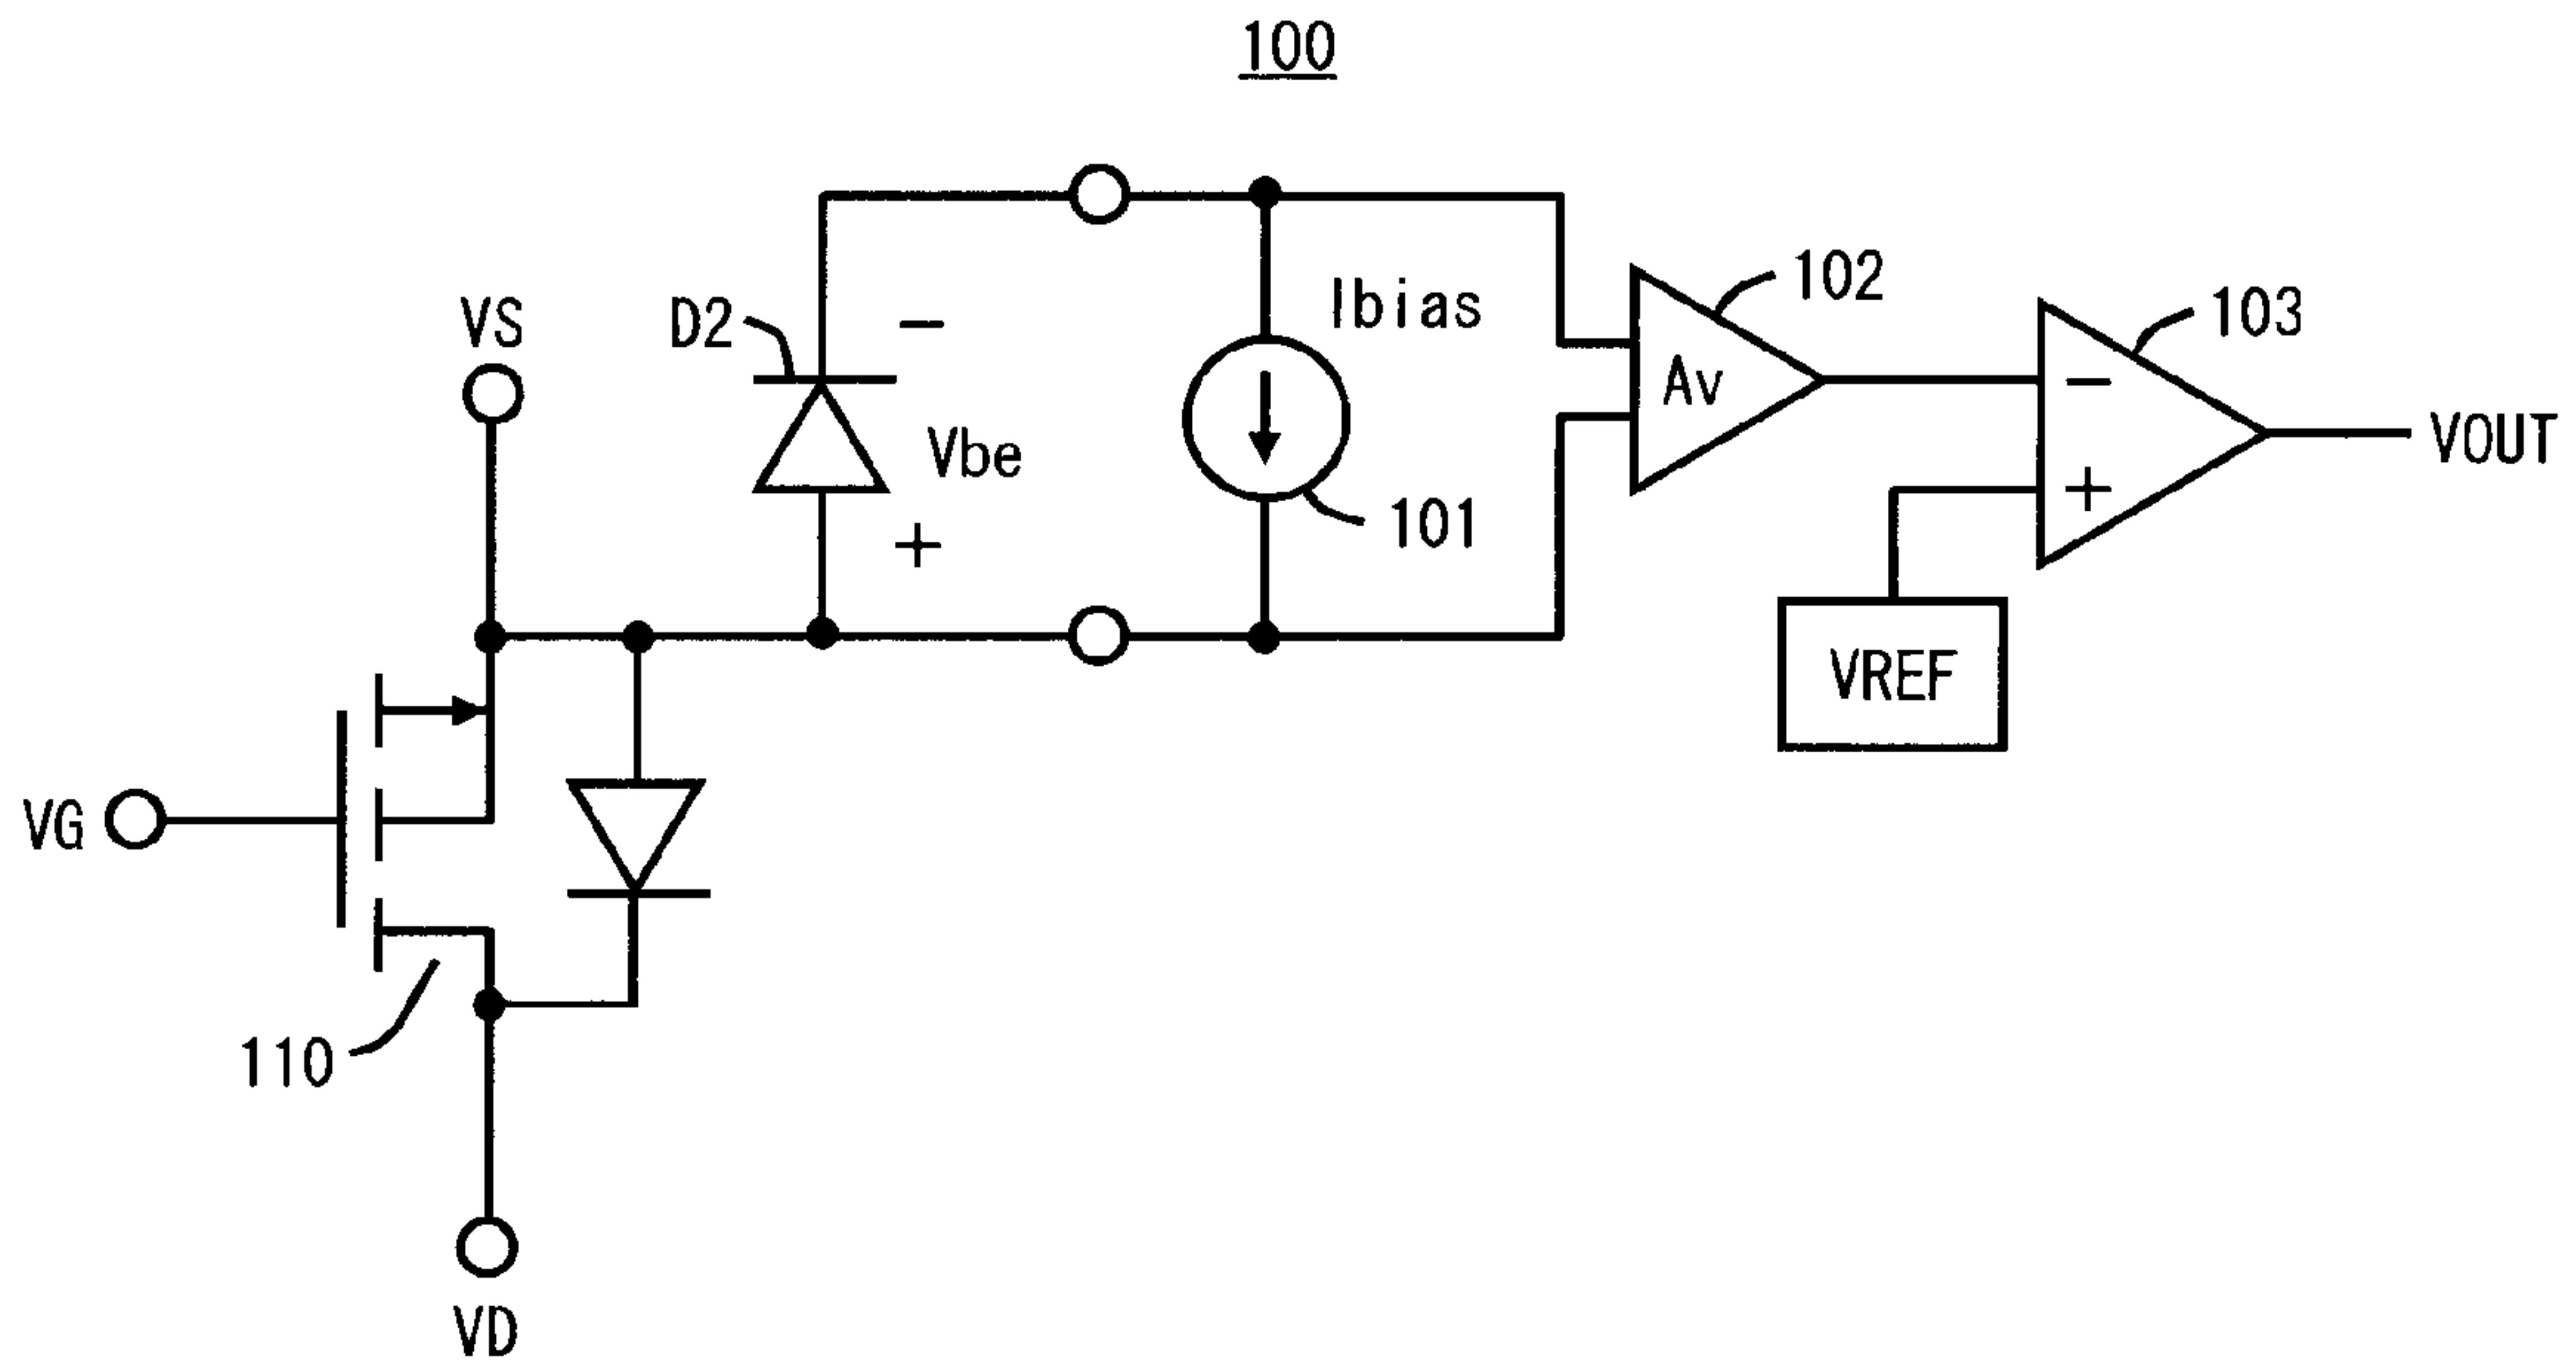 100
VS
D2
−
Vbe
+
Ibias
101
102
Av
103
−
+
VOUT
VREF
VG
110
VD